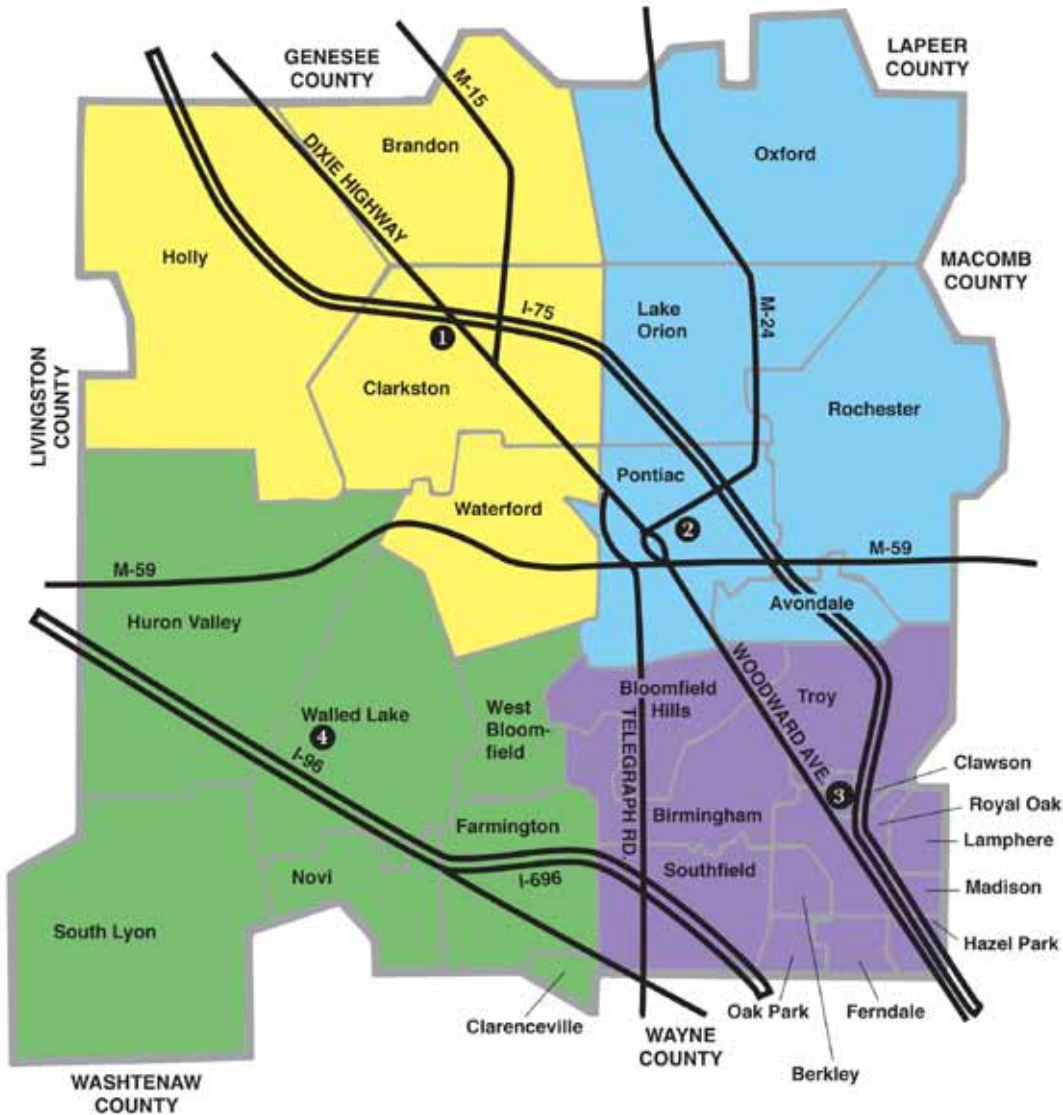 GENESEE
COUNTY
LAPEER
COUNTY
M-15
DIXIE HIGHWAY
Brandon
Oxford
Holly
MACOMB
COUNTY
I-75
Lake
Orion
M-24
1
LIVINGSTON
COUNTY
Clarkston
Rochester
Pontiac
Waterford
2
M-59
M-59
Avondale
Huron Valley
WOODWARD AVE.
Bloomfield
Hills
Troy
West
Bloom-
field
Walled Lake
4
I-96
TELEGRAPH RD.
3
Clawson
Royal Oak
Birmingham
Farmington
Lamphere
Southfield
Novi
I-696
Madison
South Lyon
Hazel Park
Clarenceville
Oak Park
Ferndale
WAYNE
COUNTY
Berkley
WASHTENAW
COUNTY